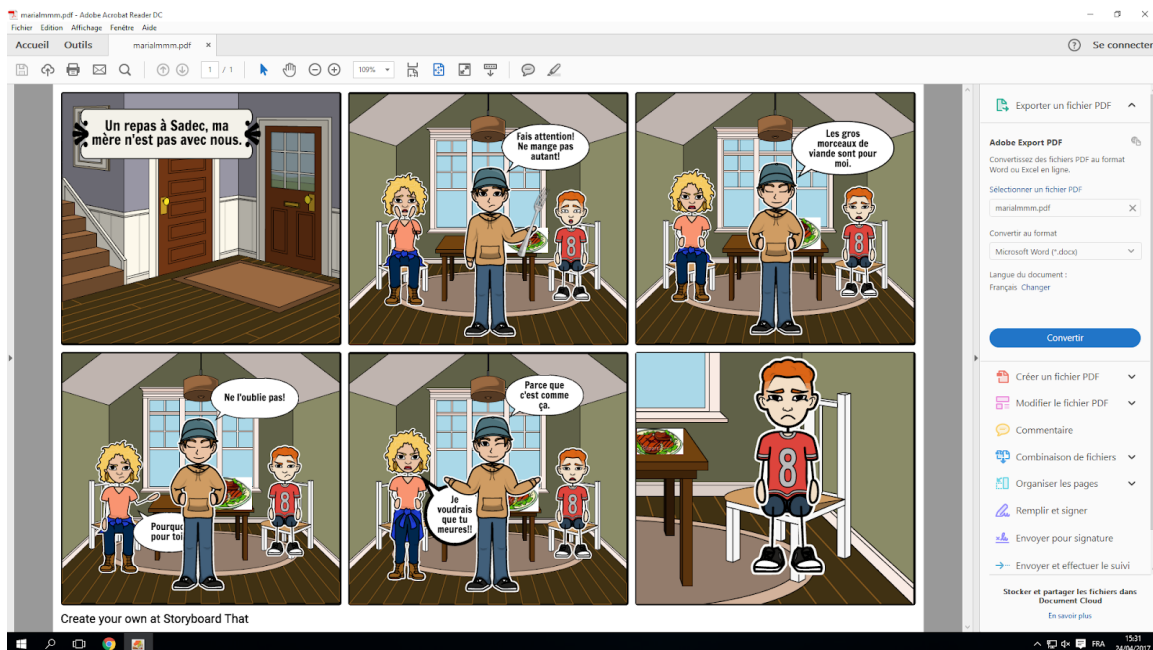 marialmmm.pdf - Adobe Acrobat Reader DC
Fichier Edition Affichage Fenêtre Aide
Accueil Outils marialmmm.pdf × Se connecter
1 / 1 109%
Un repas à Sadec, ma
mère n'est pas avec nous.
Fais attention!
Ne mange pas
autant!
8
Les gros
morceaux de
viande sont pour
moi.
8
Ne l'oublie pas!
Pourquo
pour toi
8
Parce que
c'est comme
ça.
Je
voudrais
que tu
meures!!
8
8
Create your own at Storyboard That
Exporter un fichier PDF
Adobe Export PDF
Convertissez des fichiers PDF au format
Word ou Excel en ligne.
Sélectionner un fichier PDF
marialmmm.pdf
Convertir au format
Microsoft Word (*.docx)
Langue du document :
Français Changer
Convertir
Créer un fichier PDF
Modifier le fichier PDF
Commentaire
Combinaison de fichiers
Organiser les pages
Remplir et signer
Envoyer pour signature
Envoyer et effectuer le suivi
Stocker et partager les fichiers dans
Document Cloud
En savoir plus
FRA
15:31
24/04/2017